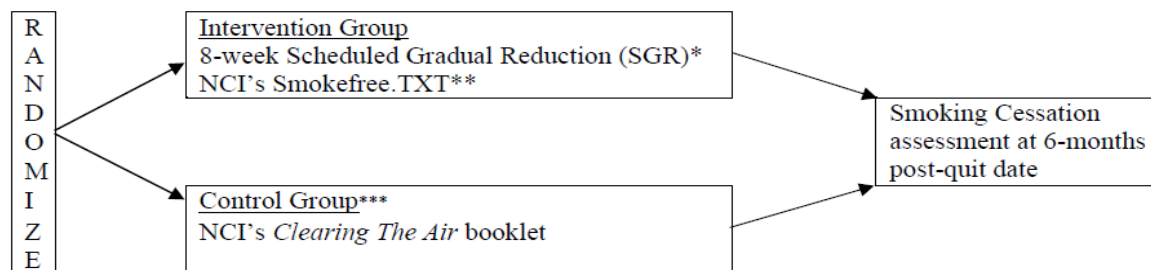 RANDOMIZE
Intervention Group
8-week Scheduled Gradual Reduction (SGR)*
NCI's Smokefree.TXT**
Control Group***
NCI's Clearing The Air booklet
Smoking Cessation
assessment at 6-months
post-quit date